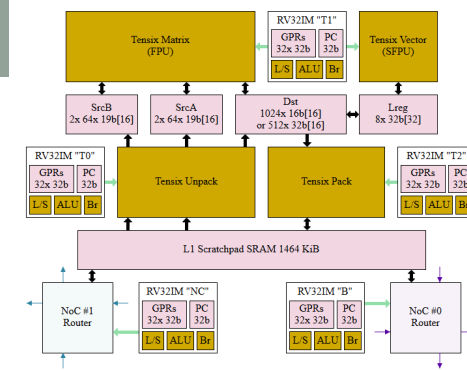 Tensix Matrix
(FPU)
RV32IM "T1"
GPRs
32x 32b
PC
32b
L/S
ALU
Br
Tensix Vector
(SFPU)
SrcB
2x 64x 19b[16]
SrcA
2x 64x 19b[16]
Dst
1024x 16b[16]
or 512x 32b[16]
Lreg
8x 32b[32]
RV32IM "T0"
GPRs
32x 32b
PC
32b
L/S
ALU
Br
Tensix Unpack
Tensix Pack
RV32IM "T2"
GPRs
32x 32b
PC
32b
L/S
ALU
Br
L1 Scratchpad SRAM 1464 KiB
NoC #1
Router
RV32IM "NC"
GPRs
32x 32b
PC
32b
L/S
ALU
Br
RV32IM "B"
GPRs
32x 32b
PC
32b
L/S
ALU
Br
NoC #0
Router